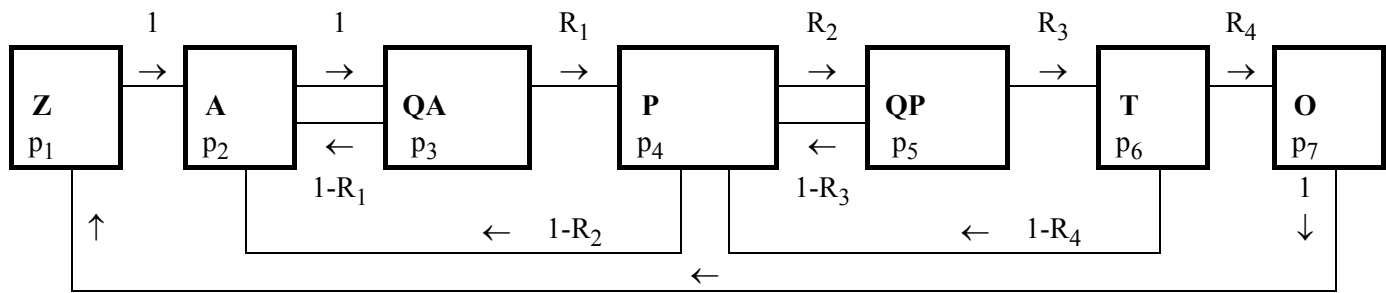 1 1 R₁ R₂ R₃ R₄
→ → → → → →
Z A QA P QP T O
p₁ p₂ p₃ p₄ p₅ p₆ p₇
← ←
1-R₁ 1-R₃ 1
↑ ← 1-R₂ ← 1-R₄ ↓
←